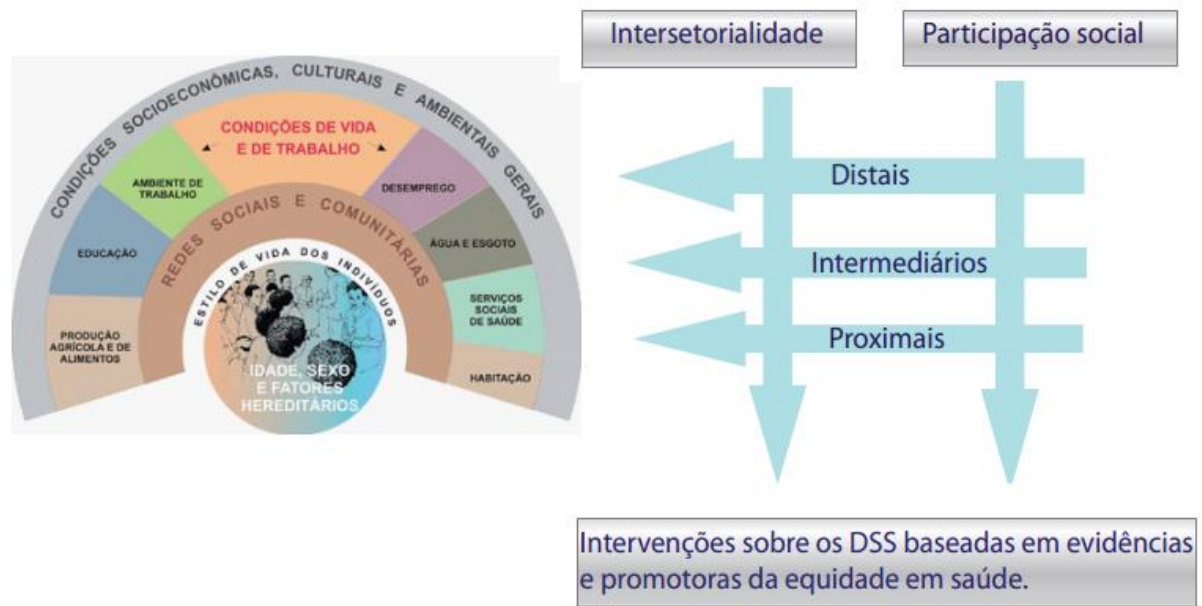 CONDIÇÕES SOCIOECONÔMICAS, CULTURAIS E AMBIENTAIS GERAIS
CONDIÇÕES DE VIDA
E DE TRABALHO
AMBIENTE DE
TRABALHO
DESEMPREGO
REDES SOCIAIS E COMUNITÁRIAS
EDUCAÇÃO
ÁGUA E ESGOTO
ESTILO DE VIDA DOS INDIVÍDUOS
SERVIÇOS
SOCIAIS
DE SAÚDE
PRODUÇÃO
AGRÍCOLA E DE
ALIMENTOS
HABITAÇÃO
IDADE, SEXO
E FATORES
HEREDITÁRIOS
Intersetorialidade
Participação social
Distais
Intermediários
Proximais
Intervenções sobre os DSS baseadas em evidências
e promotoras da equidade em saúde.